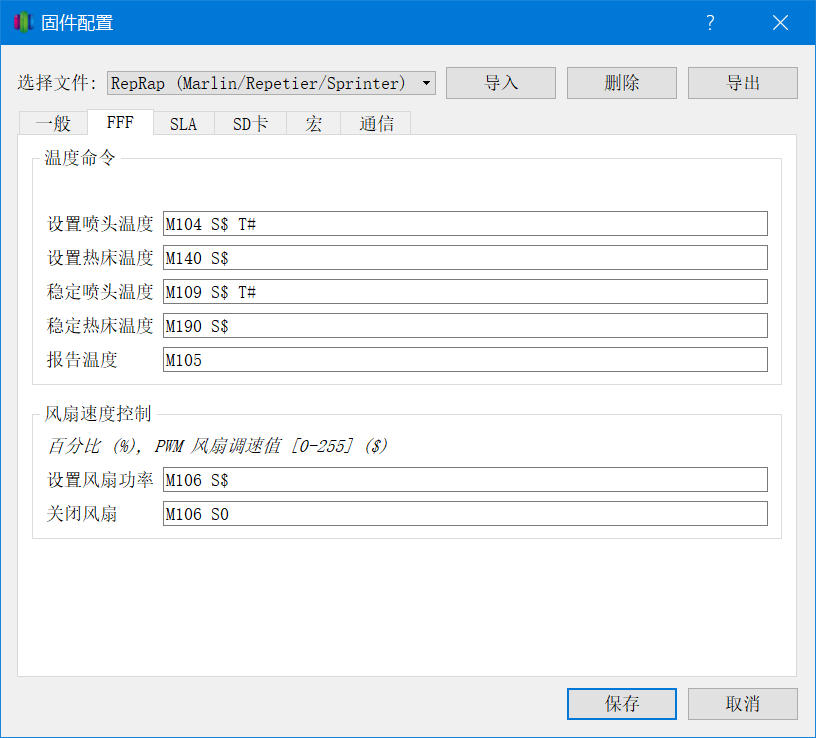 固件配置
选择文件: RepRap (Marlin/Repetier/Sprinter) 导入 删除 导出
一般 FFF SLA SD卡 宏 通信
温度命令
设置喷头温度 M104 S$ T#
设置热床温度 M140 S$
稳定喷头温度 M109 S$ T#
稳定热床温度 M190 S$
报告温度 M105
风扇速度控制
百分比 (%), PWM 风扇调速值 [0-255] ($)
设置风扇功率 M106 S$
关闭风扇 M106 S0
保存 取消